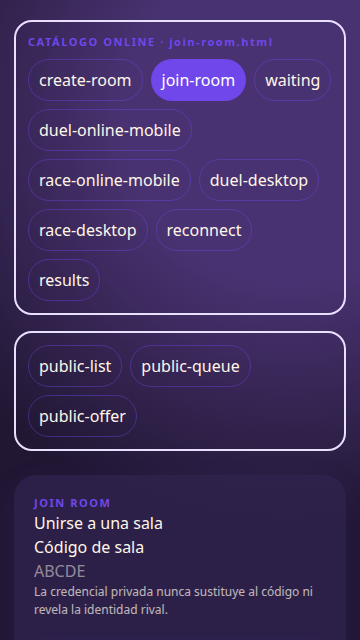 CATÁLOGO ONLINE · join-room.html
create-room join-room waiting
duel-online-mobile
race-online-mobile duel-desktop
race-desktop reconnect
results
public-list public-queue
public-offer
JOIN ROOM
Unirse a una sala
Código de sala
ABCDE
La credencial privada nunca sustituye al código ni
revela la identidad rival.